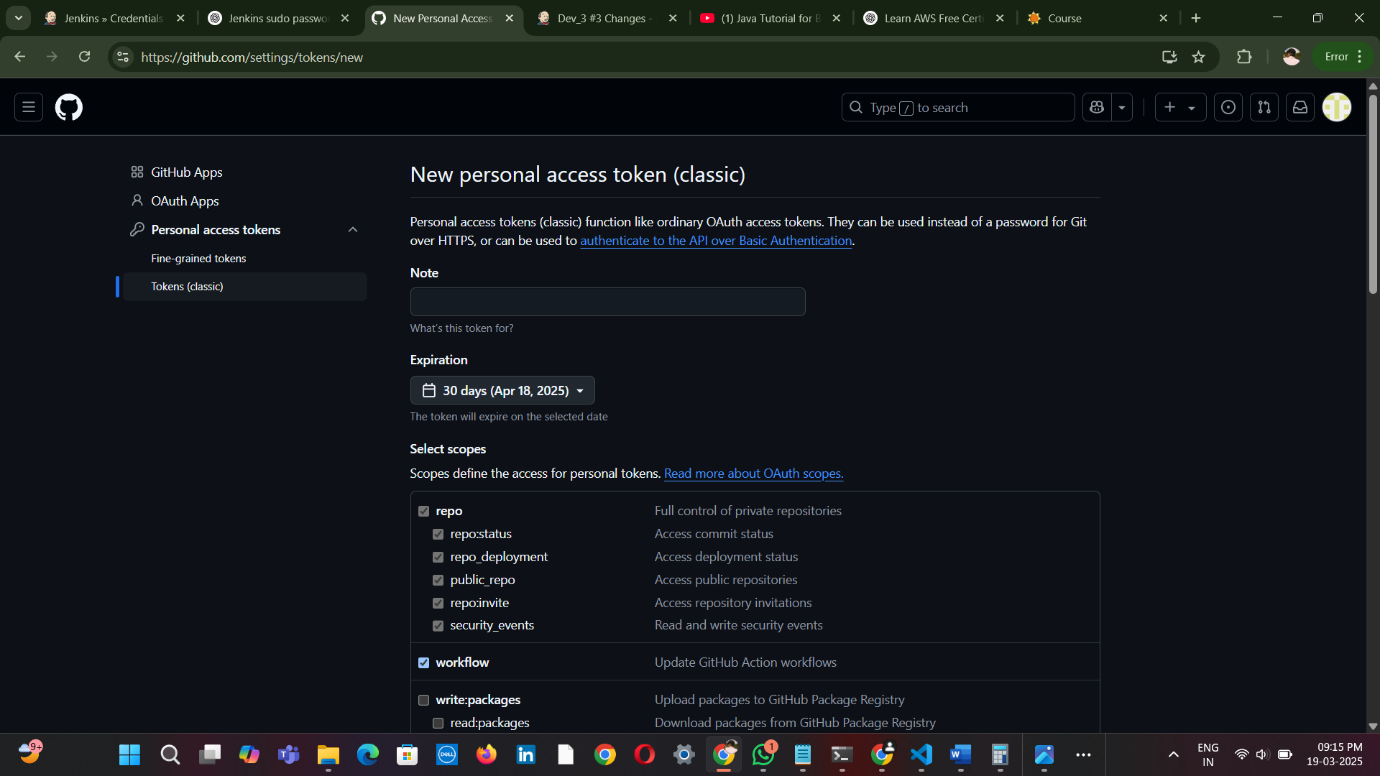 Jenkins » Credentials
Jenkins sudo passwor
New Personal Access
Dev_3 #3 Changes -
(1) Java Tutorial for B
Learn AWS Free Cert
Course
https://github.com/settings/tokens/new
Error
Type / to search
GitHub Apps
OAuth Apps
Personal access tokens
Fine-grained tokens
Tokens (classic)
New personal access token (classic)
Personal access tokens (classic) function like ordinary OAuth access tokens. They can be used instead of a password for Git
over HTTPS, or can be used to authenticate to the API over Basic Authentication.
Note
What's this token for?
Expiration
30 days (Apr 18, 2025)
The token will expire on the selected date
Select scopes
Scopes define the access for personal tokens. Read more about OAuth scopes.
repo Full control of private repositories
repo:status Access commit status
repo_deployment Access deployment status
public_repo Access public repositories
repo:invite Access repository invitations
security_events Read and write security events
workflow Update GitHub Action workflows
write:packages Upload packages to GitHub Package Registry
read:packages Download packages from GitHub Package Registry
9+
DELL
1
ENG
IN
09:15 PM
19-03-2025